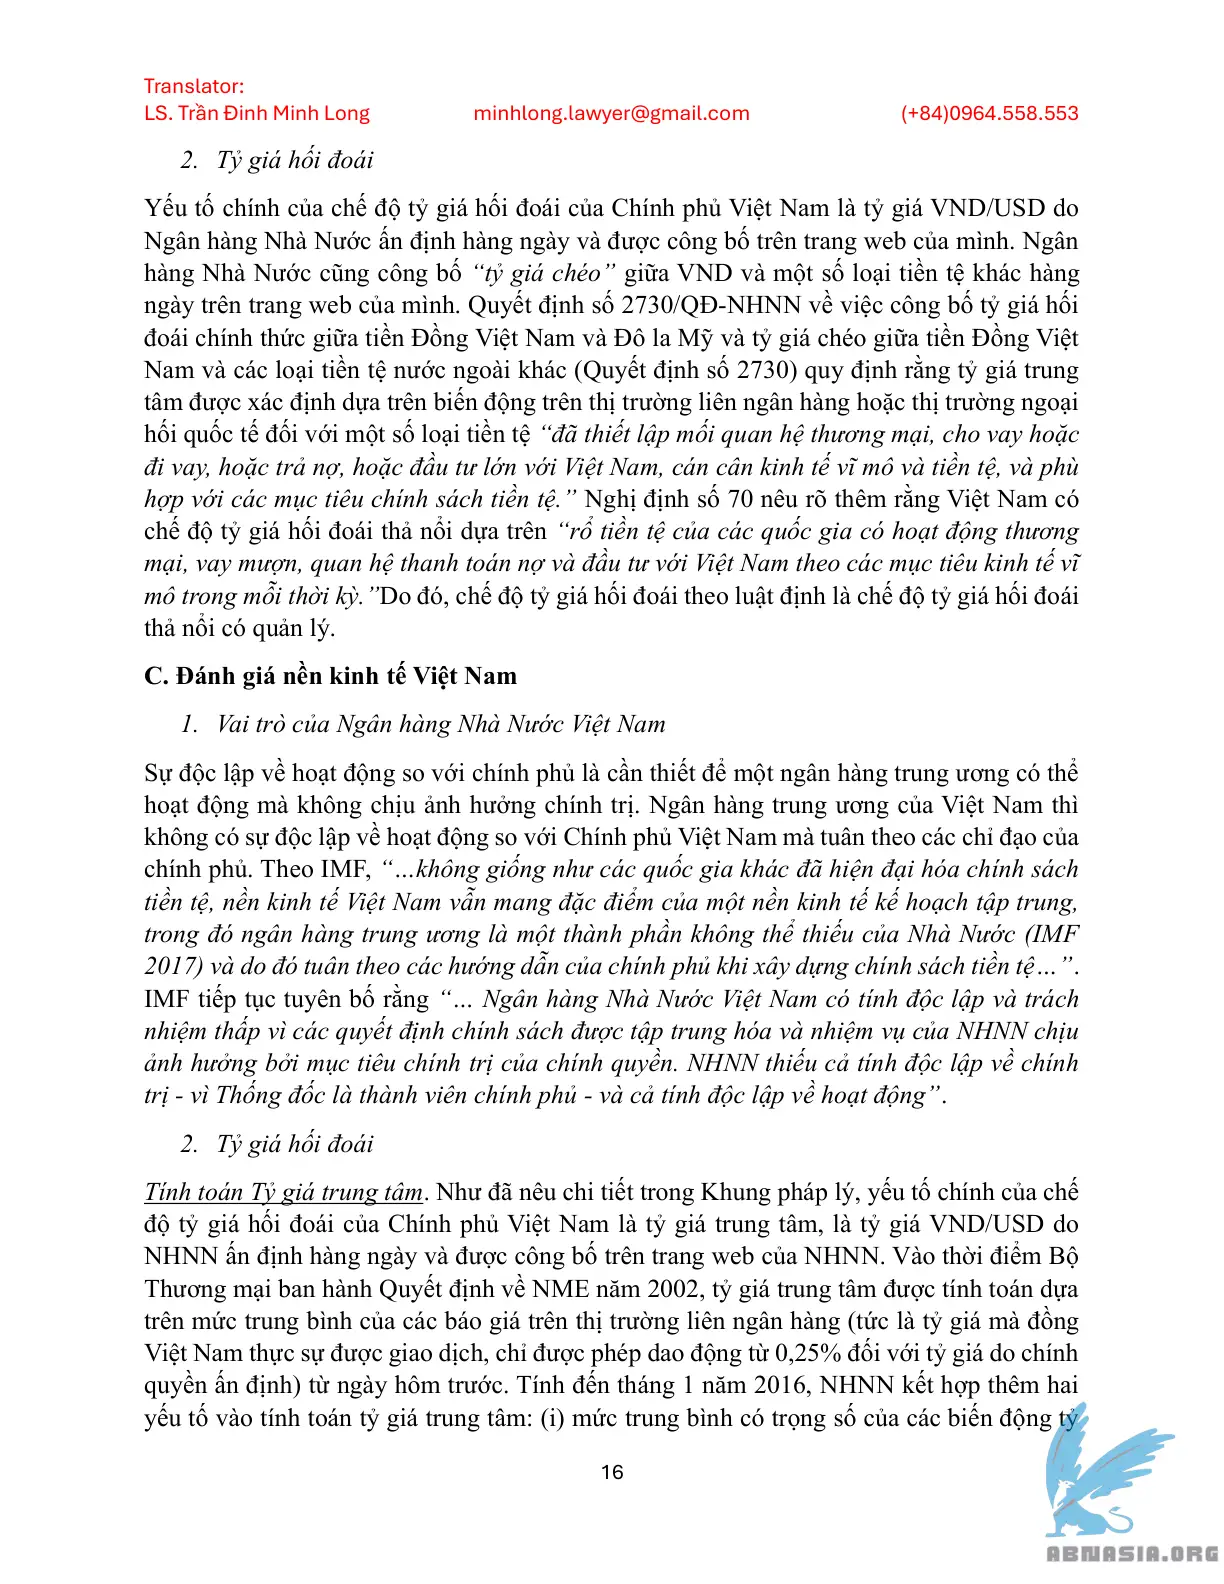 Translator:
LS. Trần Đinh Minh Long minhlong.lawyer@gmail.com (+84)0964.558.553
2. Tỷ giá hối đoái
Yếu tố chính của chế độ tỷ giá hối đoái của Chính phủ Việt Nam là tỷ giá VND/USD do
Ngân hàng Nhà Nước ấn định hàng ngày và được công bố trên trang web của mình. Ngân
hàng Nhà Nước cũng công bố “tỷ giá chéo” giữa VND và một số loại tiền tệ khác hàng
ngày trên trang web của mình. Quyết định số 2730/QĐ-NHNN về việc công bố tỷ giá hối
đoái chính thức giữa tiền Đồng Việt Nam và Đô la Mỹ và tỷ giá chéo giữa tiền Đồng Việt
Nam và các loại tiền tệ nước ngoài khác (Quyết định số 2730) quy định rằng tỷ giá trung
tâm được xác định dựa trên biến động trên thị trường liên ngân hàng hoặc thị trường ngoại
hối quốc tế đối với một số loại tiền tệ “đã thiết lập mối quan hệ thương mại, cho vay hoặc
đi vay, hoặc trả nợ, hoặc đầu tư lớn với Việt Nam, cán cân kinh tế vĩ mô và tiền tệ, và phù
hợp với các mục tiêu chính sách tiền tệ.” Nghị định số 70 nêu rõ thêm rằng Việt Nam có
chế độ tỷ giá hối đoái thả nổi dựa trên “rổ tiền tệ của các quốc gia có hoạt động thương
mại, vay mượn, quan hệ thanh toán nợ và đầu tư với Việt Nam theo các mục tiêu kinh tế vĩ
mô trong mỗi thời kỳ.”Do đó, chế độ tỷ giá hối đoái theo luật định là chế độ tỷ giá hối đoái
thả nổi có quản lý.
C. Đánh giá nền kinh tế Việt Nam
1. Vai trò của Ngân hàng Nhà Nước Việt Nam
Sự độc lập về hoạt động so với chính phủ là cần thiết để một ngân hàng trung ương có thể
hoạt động mà không chịu ảnh hưởng chính trị. Ngân hàng trung ương của Việt Nam thì
không có sự độc lập về hoạt động so với Chính phủ Việt Nam mà tuân theo các chỉ đạo của
chính phủ. Theo IMF, “…không giống như các quốc gia khác đã hiện đại hóa chính sách
tiền tệ, nền kinh tế Việt Nam vẫn mang đặc điểm của một nền kinh tế kế hoạch tập trung,
trong đó ngân hàng trung ương là một thành phần không thể thiếu của Nhà Nước (IMF
2017) và do đó tuân theo các hướng dẫn của chính phủ khi xây dựng chính sách tiền tệ…”.
IMF tiếp tục tuyên bố rằng “… Ngân hàng Nhà Nước Việt Nam có tính độc lập và trách
nhiệm thấp vì các quyết định chính sách được tập trung hóa và nhiệm vụ của NHNN chịu
ảnh hưởng bởi mục tiêu chính trị của chính quyền. NHNN thiếu cả tính độc lập về chính
trị - vì Thống đốc là thành viên chính phủ - và cả tính độc lập về hoạt động”.
2. Tỷ giá hối đoái
Tính toán Tỷ giá trung tâm. Như đã nêu chi tiết trong Khung pháp lý, yếu tố chính của chế
độ tỷ giá hối đoái của Chính phủ Việt Nam là tỷ giá trung tâm, là tỷ giá VND/USD do
NHNN ấn định hàng ngày và được công bố trên trang web của NHNN. Vào thời điểm Bộ
Thương mại ban hành Quyết định về NME năm 2002, tỷ giá trung tâm được tính toán dựa
trên mức trung bình của các báo giá trên thị trường liên ngân hàng (tức là tỷ giá mà đồng
Việt Nam thực sự được giao dịch, chỉ được phép dao động từ 0,25% đối với tỷ giá do chính
quyền ấn định) từ ngày hôm trước. Tính đến tháng 1 năm 2016, NHNN kết hợp thêm hai
yếu tố vào tính toán tỷ giá trung tâm: (i) mức trung bình có trọng số của các biến động tỷ
16
ABNASIA.ORG